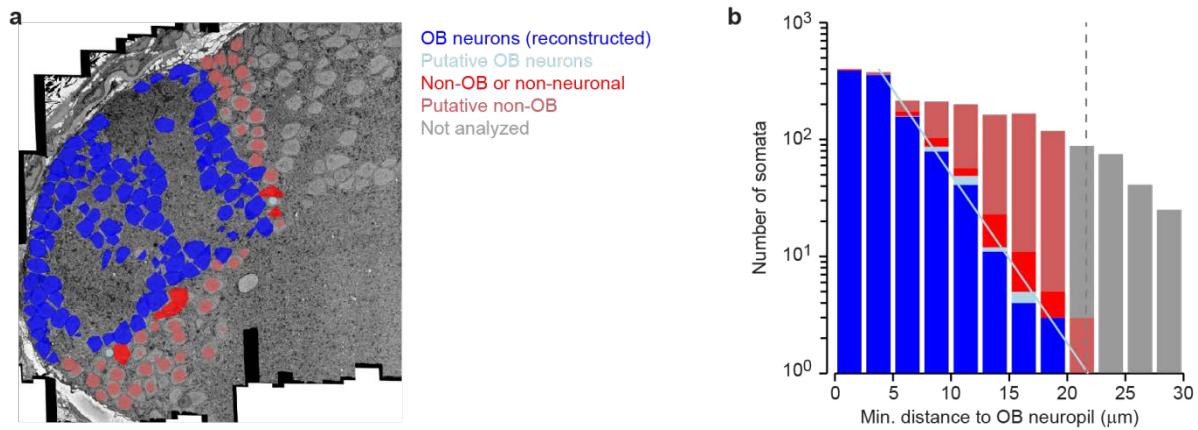 a
OB neurons (reconstructed)
Putative OB neurons
Non-OB or non-neuronal
Putative non-OB
Not analyzed
b
Number of somata
10³
10²
10¹
10⁰
0 5 10 15 20 25 30
Min. distance to OB neuropil (μm)